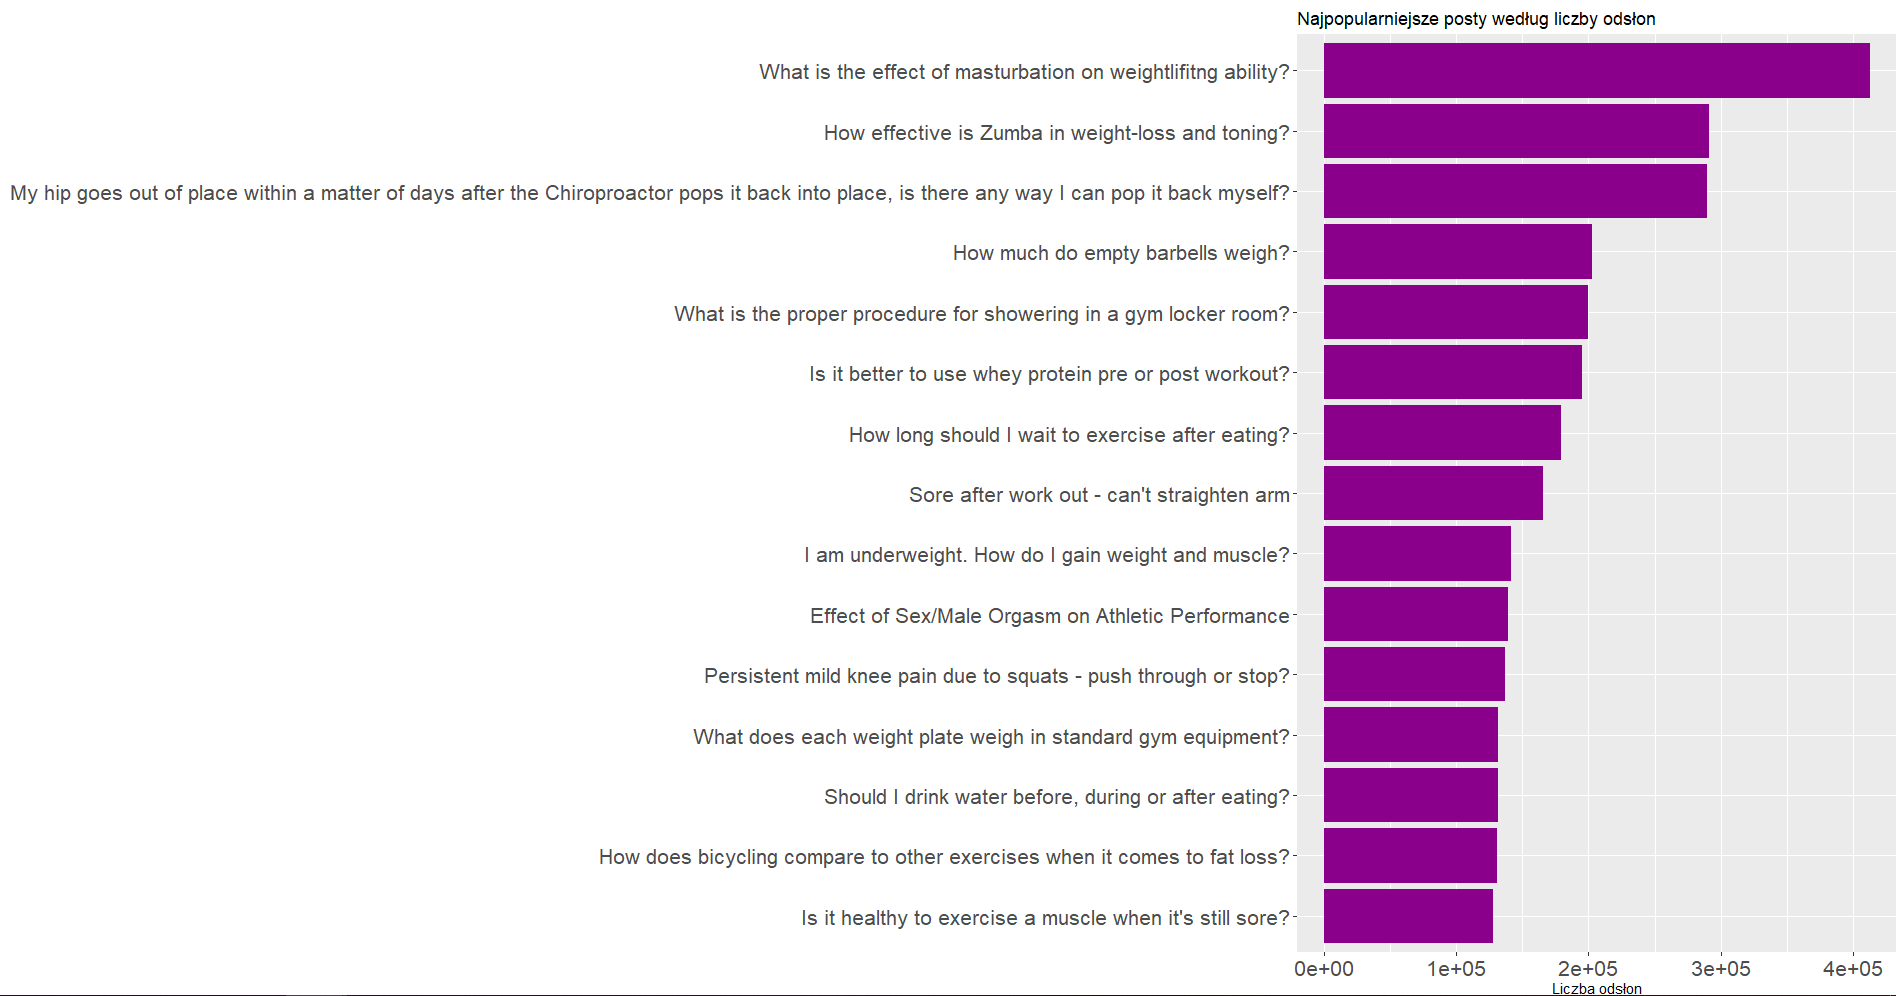 Najpopularniejsze posty według liczby odsłon
What is the effect of masturbation on weightlifitng ability?
How effective is Zumba in weight-loss and toning?
My hip goes out of place within a matter of days after the Chiroproactor pops it back into place, is there any way I can pop it back myself?
How much do empty barbells weigh?
What is the proper procedure for showering in a gym locker room?
Is it better to use whey protein pre or post workout?
How long should I wait to exercise after eating?
Sore after work out - can't straighten arm
I am underweight. How do I gain weight and muscle?
Effect of Sex/Male Orgasm on Athletic Performance
Persistent mild knee pain due to squats - push through or stop?
What does each weight plate weigh in standard gym equipment?
Should I drink water before, during or after eating?
How does bicycling compare to other exercises when it comes to fat loss?
Is it healthy to exercise a muscle when it's still sore?
0e+00 1e+05 2e+05 3e+05 4e+05
Liczba odsłon